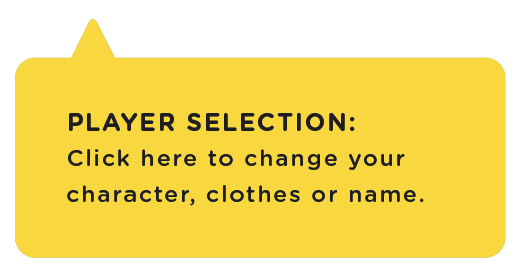 PLAYER SELECTION:
Click here to change your
character, clothes or name.